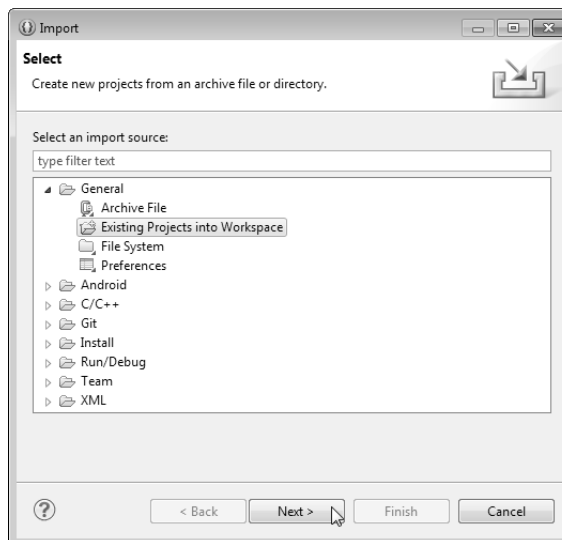 Import
Select
Create new projects from an archive file or directory.
Select an import source:
type filter text
General
Archive File
Existing Projects into Workspace
File System
Preferences
Android
C/C++
Git
Install
Run/Debug
Team
XML
?
< Back
Next >
Finish
Cancel